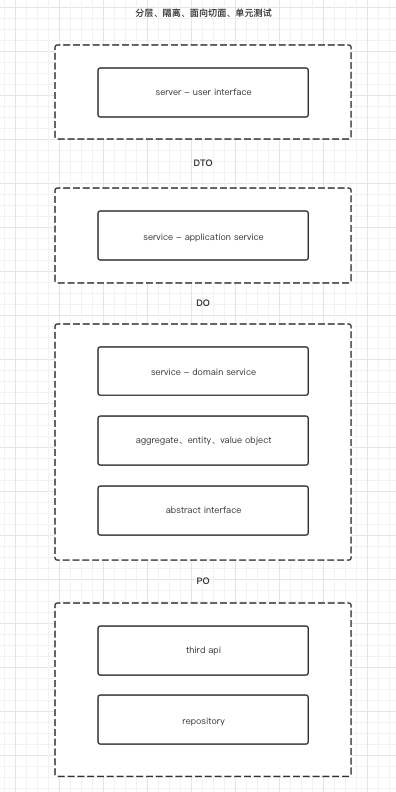 分层、隔离、面向切面、单元测试
server - user interface
DTO
service - application service
DO
service - domain service
aggregate、entity、value object
abstract interface
PO
third api
repository